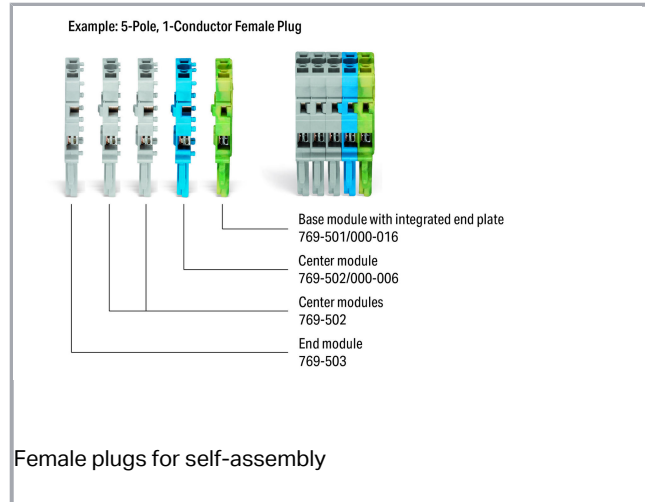 Example: 5-Pole, 1-Conductor Female Plug
Base module with integrated end plate
769-501/000-016
Center module
769-502/000-006
Center modules
769-502
End module
769-503
Female plugs for self-assembly